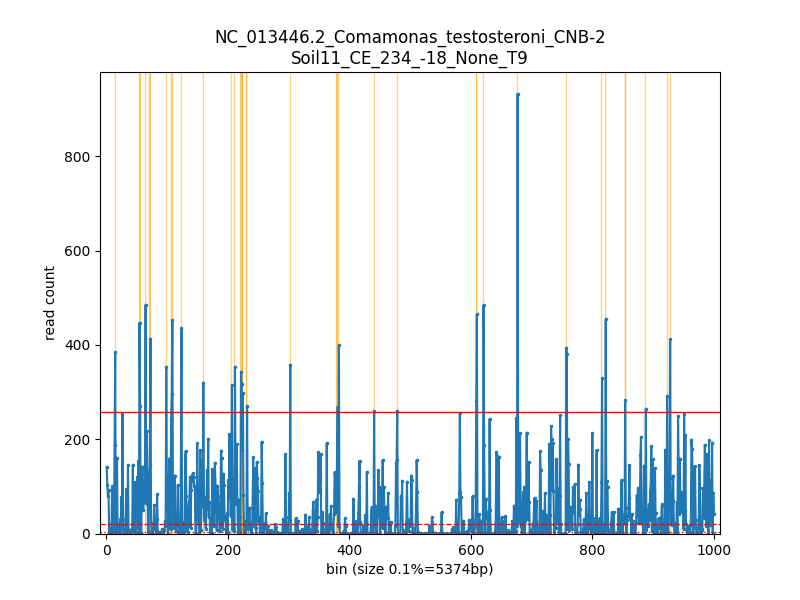 NC_013446.2_Comamonas_testosteroni_CNB-2
Soil11_CE_234_-18_None_T9
800
600
400
200
0
read count
0 200 400 600 800 1000
bin (size 0.1%=5374bp)